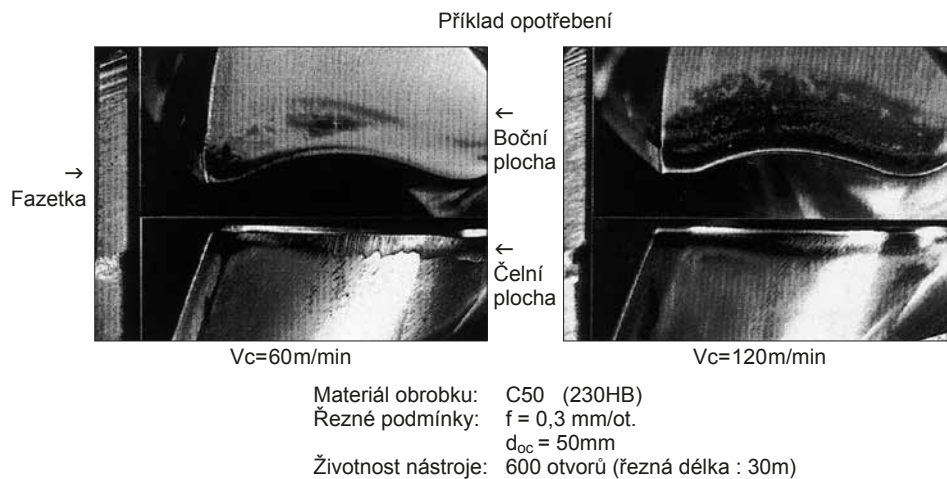 Příklad opotřebení
←
Boční
plocha
→
Fazetka
←
Čelní
plocha
Vc=60m/min
Vc=120m/min
Materiál obrobku: C50 (230HB)
Řezné podmínky: f = 0,3 mm/ot.
doc = 50mm
Životnost nástroje: 600 otvorů (řezná délka : 30m)